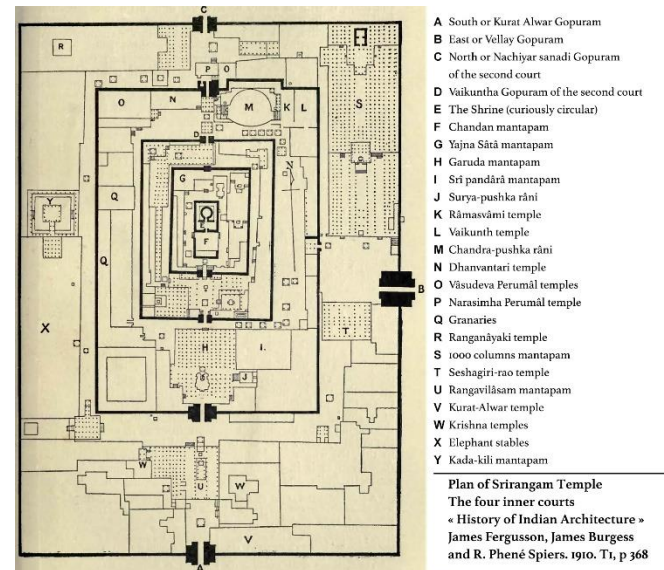 C
R
P O
O N M K L
S
D
G
Y
Q
E
F
Q
B
X
H I.
T
J
W
U W
V
A
A South or Kurat Alwar Gopuram
B East or Vellay Gopuram
C North or Nachiyar sanadi Gopuram
of the second court
D Vaikuntha Gopuram of the second court
E The Shrine (curiously circular)
F Chandan mantapam
G Yajna Sâtâ mantapam
H Garuda mantapam
I Srî pandârâ mantapam
J Surya-pushka râni
K Râmasvâmi temple
L Vaikunth temple
M Chandra-pushka râni
N Dhanvantari temple
O Vâsudeva Perumâl temples
P Narasimha Perumâl temple
Q Granaries
R Ranganâyaki temple
S 1000 columns mantapam
T Seshagiri-rao temple
U Rangavilâsam mantapam
V Kurat-Alwar temple
W Krishna temples
X Elephant stables
Y Kada-kili mantapam
Plan of Srirangam Temple
The four inner courts
« History of Indian Architecture »
James Fergusson, James Burgess
and R. Phené Spiers. 1910. T1, p 368